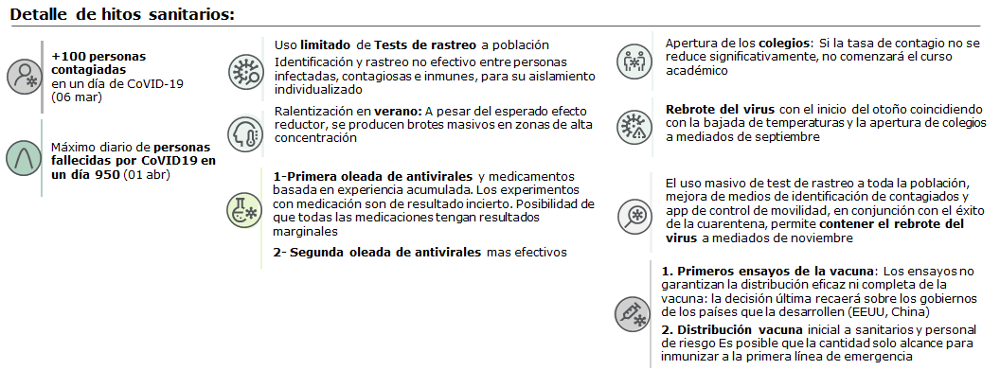 Detalle de hitos sanitarios:
+100 personas
contagiadas
en un día de CoVID-19
(06 mar)
Máximo diario de personas
fallecidas por CoVID19 en
un día 950 (01 abr)
Uso limitado de Tests de rastreo a población
Identificación y rastreo no effectivo entre personas
infectadas, contagiosas e inmunes, para su aislamiento
individualizado
Ralentización en verano: A pesar del esperado efecto
reductor, se producen brotes masivos en zonas de alta
concentración
1-Primera oleada de antivirales y medicamentos
basada en experiencia acumulada. Los experimentos
con medicación son de resultado incierto. Posibilidad de
que todas las medicaciones tengan resultados
marginales
2- Segunda oleada de antivirales mas efectivos
Apertura de los colegios: Si la tasa de contagio no se
reduce significativamente, no comenzará el curso
académico
Rebrote del virus con el inicio del otoño coincidiendo
con la bajada de temperaturas y la apertura de colegios
a mediados de septiembre
El uso masivo de test de rastreo a toda la población,
mejora de medios de identificación de contagiados y
app de control de movilidad, en conjunción con el éxito
de la cuarentena, permite contener el rebrote del
virus a mediados de noviembre
1. Primeros ensayos de la vacuna: Los ensayos no
garantizan la distribución eficaz ni completa de la
vacuna: la decisión última recaerá sobre los gobiernos
de los países que la desarrollen (EEUU, China)
2. Distribución vacuna inicial a sanitarios y personal
de riesgo Es posible que la cantidad solo alcance para
inmunizar a la primera línea de emergencia